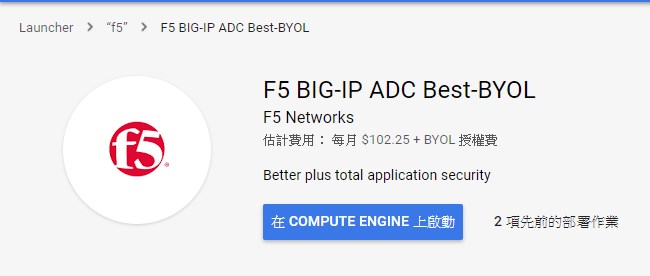 Launcher > "f5" > F5 BIG-IP ADC Best-BYOL
F5 BIG-IP ADC Best-BYOL
f5®
F5 Networks
估計費用： 每月 $102.25 + BYOL 授權費
Better plus total application security
在 COMPUTE ENGINE 上啟動 2 項先前的部署作業